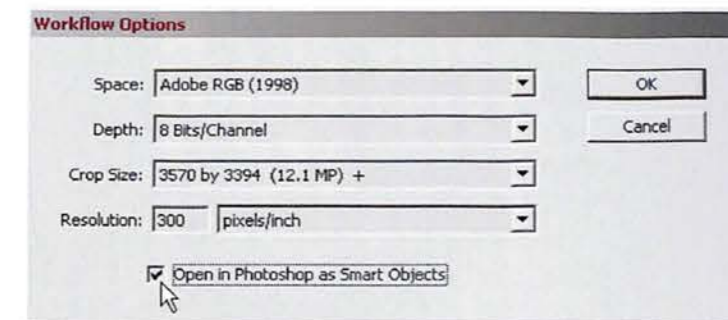 Workflow Options
Space: Adobe RGB (1998) OK
Depth: 8 Bits/Channel Cancel
Crop Size: 3570 by 3394 (12.1 MP) +
Resolution: 300 pixels/inch
Open in Photoshop as Smart Objects